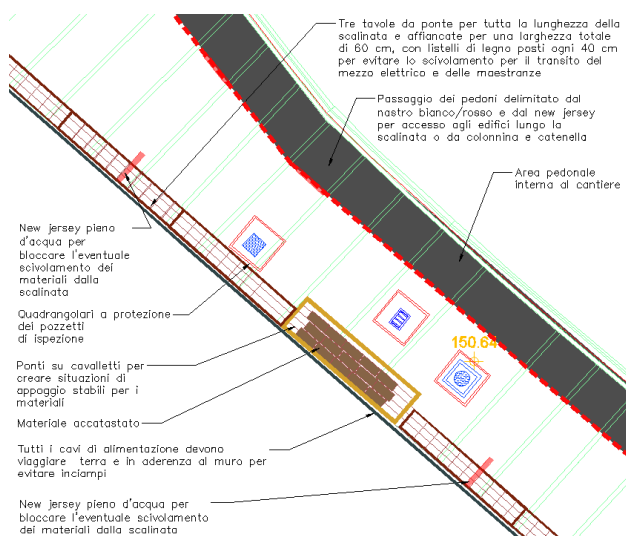 Tre tavole da ponte per tutta la lunghezza della
scalinata e affiancate per una larghezza totale
di 60 cm, con listelli di legno posti ogni 40 cm
per evitare lo scivolamento per il transito del
mezzo elettrico e delle maestranze
Passaggio dei pedoni delimitato dal
nastro bianco/rosso e dal new jersey
per accesso agli edifici lungo la
scalinata o da colonnina e catenella
Area pedonale
interna al cantiere
New jersey pieno
d'acqua per
bloccare l'eventuale
scivolamento dei
materiali dalla
scalinata
Quadrangolari a protezione
dei pozzetti
di ispezione
150.64
Ponti su cavalletti per
creare situazioni di
appoggio stabili per i
materiali
Materiale accatastato
Tutti i cavi di alimentazione devono
viaggiare terra e in aderenza al muro per
evitare inciampi
New jersey pieno d'acqua per
bloccare l'eventuale scivolamento
dei materiali dalla scalinata